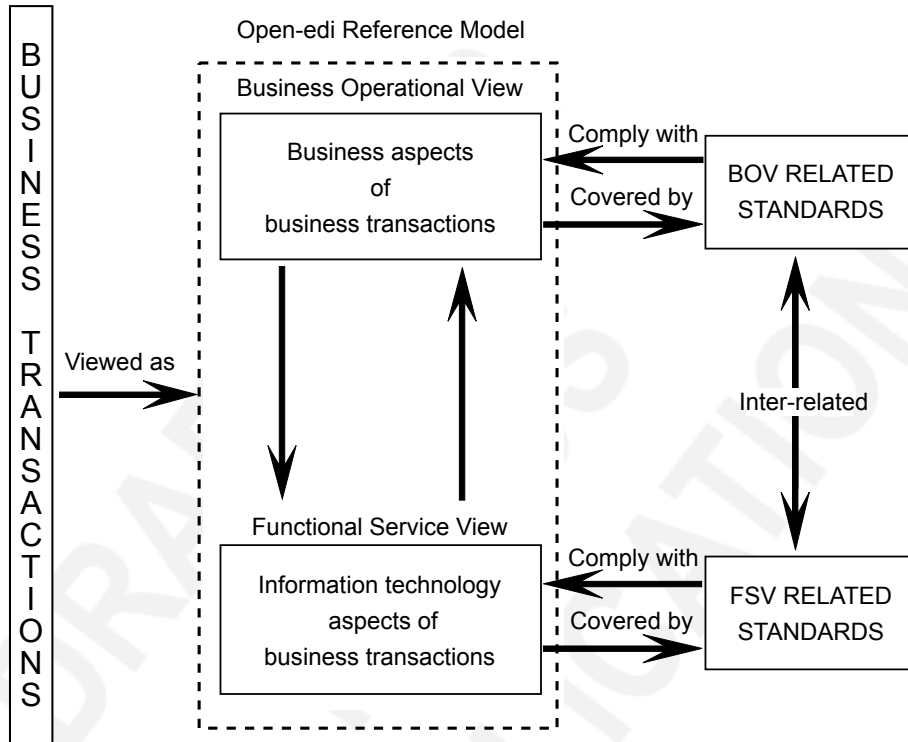 BUSINESS TRANSACTIONS
Open-edi Reference Model
Business Operational View
Business aspects
of
business transactions
Comply with
Covered by
BOV RELATED
STANDARDS
Viewed as
Inter-related
Functional Service View
Information technology
aspects of
business transactions
Comply with
Covered by
FSV RELATED
STANDARDS